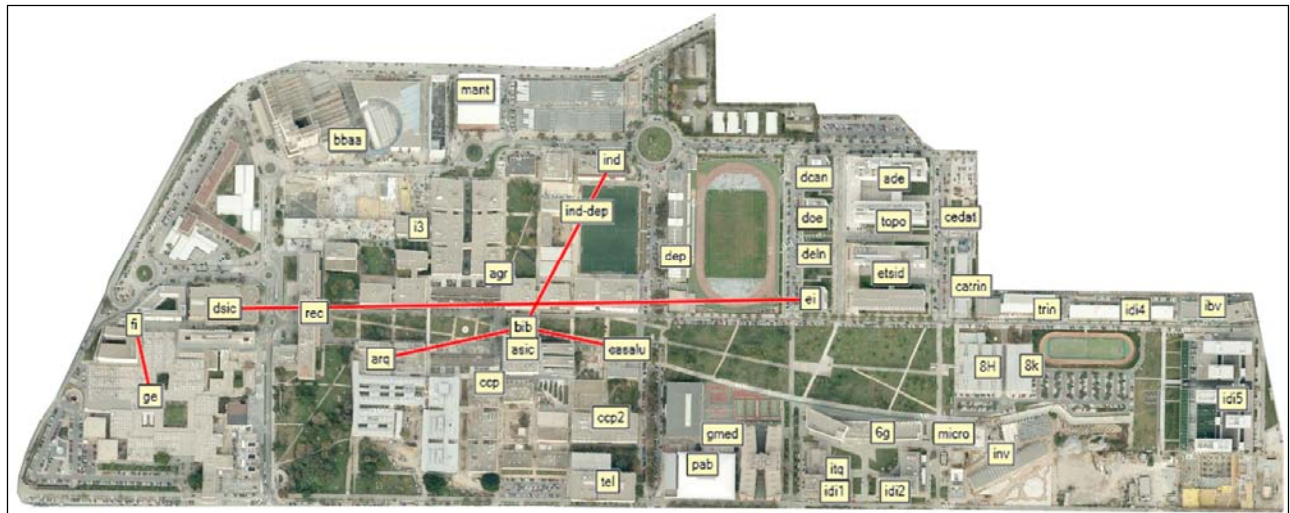 mant
bbaa
ind
dcan
ade
ind-dep
doe
topo
cedat
i3
dep
deln
agr
etsid
catrin
dsic
rec
ei
trin
idi4
ibv
fi
bib
asic
casalu
arq
8H
8k
ccp
ge
idi5
ccp2
gmed
6g
micro
inv
pab
itq
tel
idi1
idi2